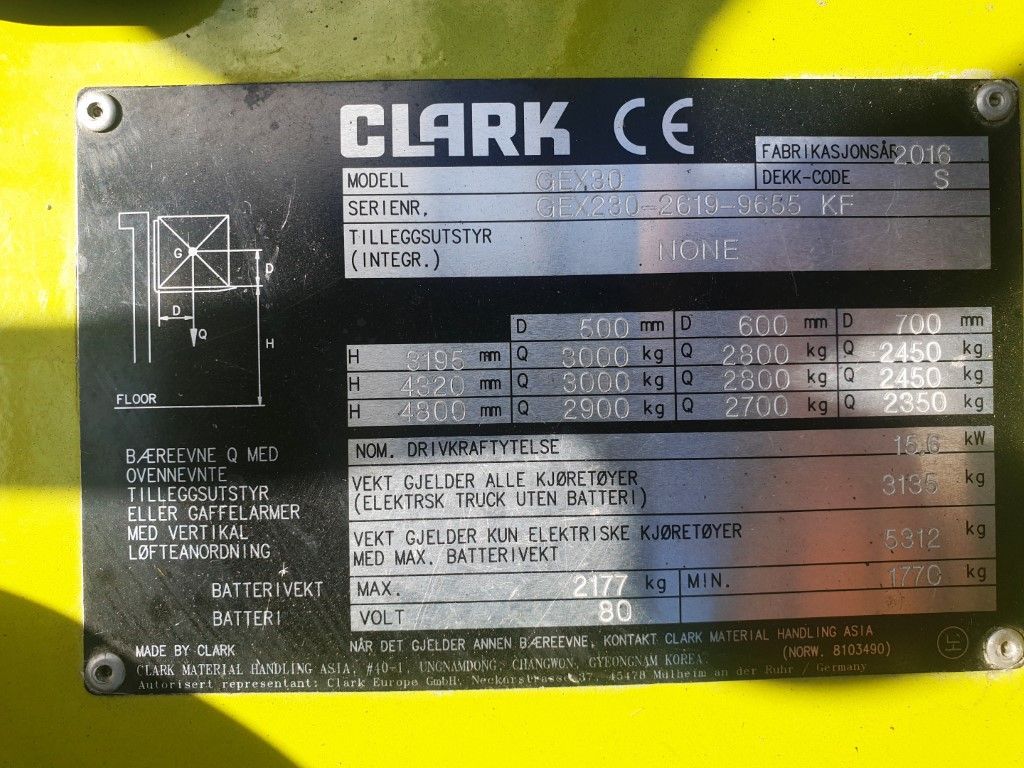 CLARK CE
FABRIKASJONSÅR 2016
MODELL GEX30 DEKK-CODE S
SERIENR. GEX230-2619-9655 KF
TILLEGGSUTSTYR
(INTEGR.) NONE
G
D
D
Q
H
FLOOR
D 500 mm D 600 mm D 700 mm
H 3195 mm Q 3000 kg Q 2800 kg Q 2450 kg
H 4320 mm Q 3000 kg Q 2800 kg Q 2450 kg
H 4800 mm Q 2900 kg Q 2700 kg Q 2350 kg
BÆREEVNE Q MED
OVENNEVNTE
TILLEGGSUTSTYR
ELLER GAFFELARMER
MED VERTIKAL
LØFTEANORDNING
NOM. DRIVKRAFTYTELSE 15.6 kW
VEKT GJELDER ALLE KJØRETØYER
(ELEKTRSK TRUCK UTEN BATTERI) 3135 kg
VEKT GJELDER KUN ELEKTRISKE KJØRETØYER
MED MAX. BATTERIVEKT 5312 kg
BATTERIVEKT MAX. 2177 kg MIN. 1770 kg
BATTERI VOLT 80
NÅR DET GJELDER ANNEN BÆREEVNE, KONTAKT CLARK MATERIAL HANDLING ASIA
(NORW. 8103490)
MADE BY CLARK
CLARK MATERIAL HANDLING ASIA, #40-1, UNGNAMDONG, CHANGWON, GYEONGNAM KOREA.
Autorisert representant: Clark Europe GmbH, Neckarstrasse 37, 45478 Mülheim an der Ruhr / Germany